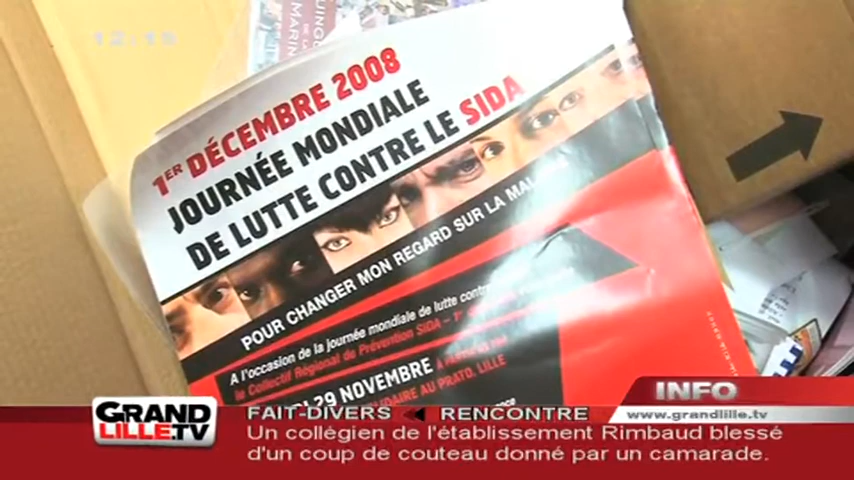 12:15
1ER DÉCEMBRE 2008
JOURNÉE MONDIALE
DE LUTTE CONTRE LE SIDA
POUR CHANGER MON REGARD SUR LA
A l'occasion de la journée mondiale de lutte contre
le Collectif Régional de Prévention SIDA – 1er
29 NOVEMBRE
AU PRATO, LILLE
INFO
www.grandlille.tv
GRAND
LILLE.TV
FAIT-DIVERS ◄ RENCONTRE
Un collégien de l'établissement Rimbaud blessé
d'un coup de couteau donné par un camarade.